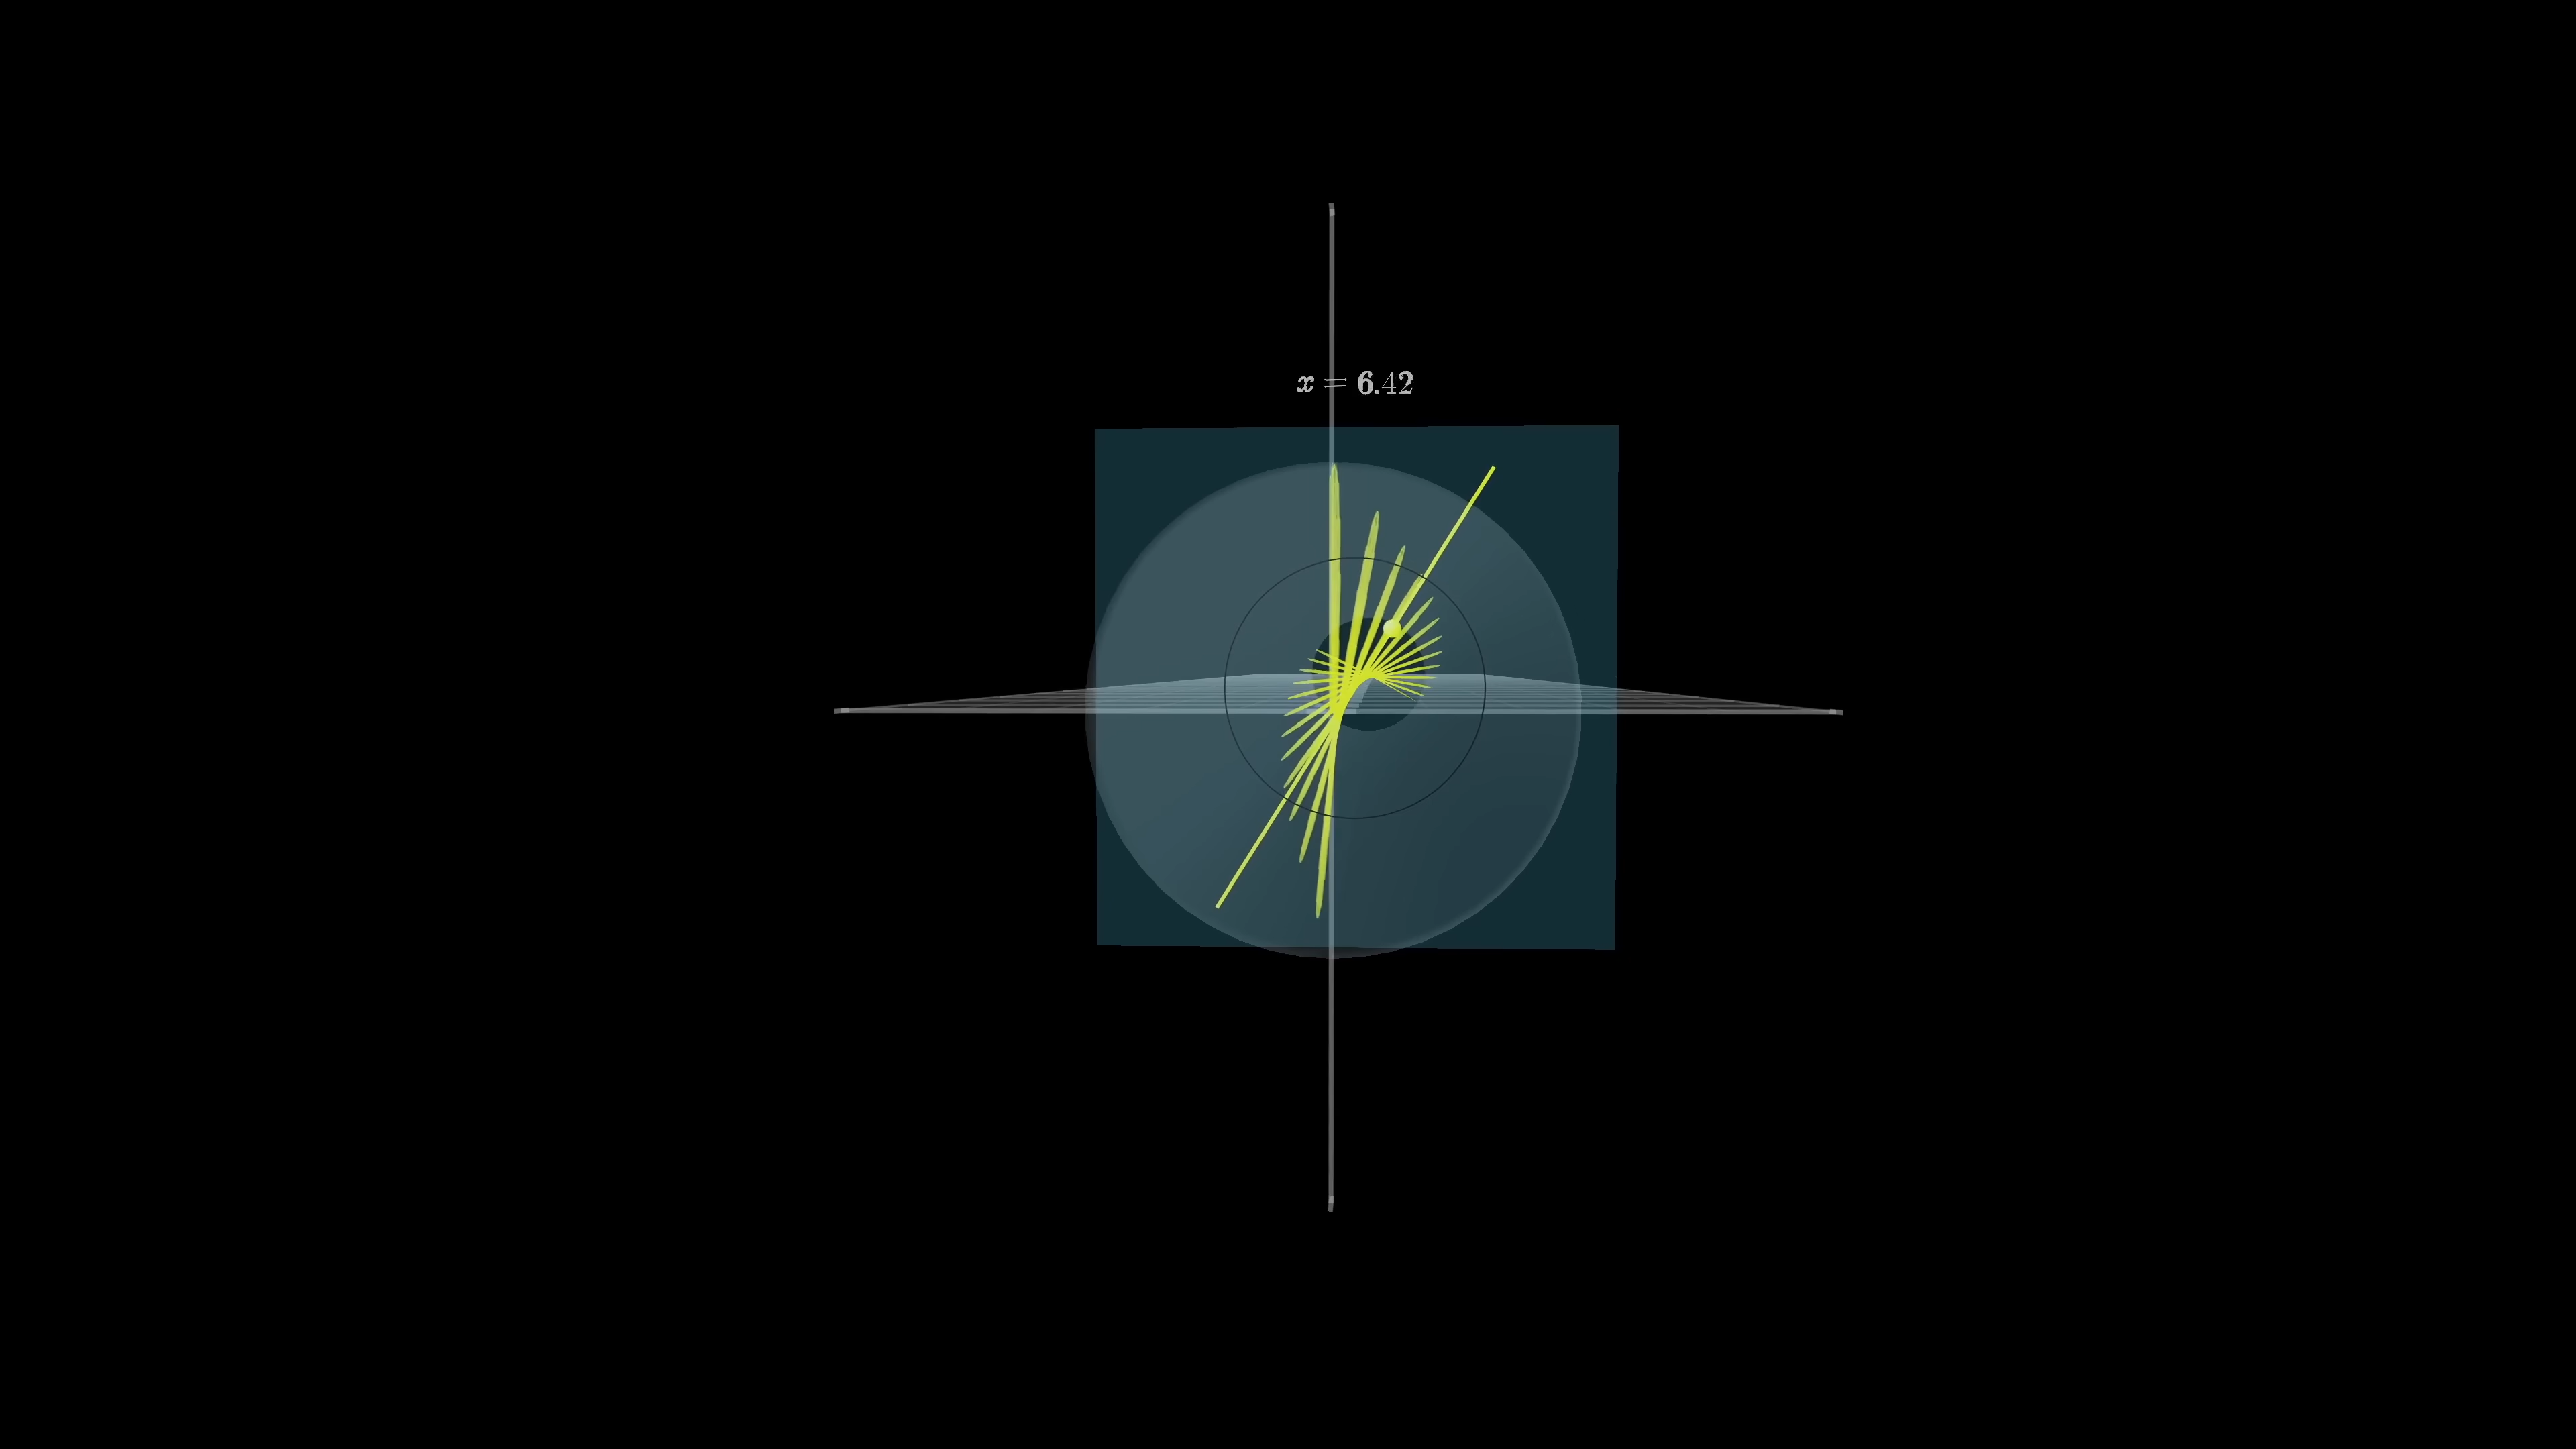 x = 6.42